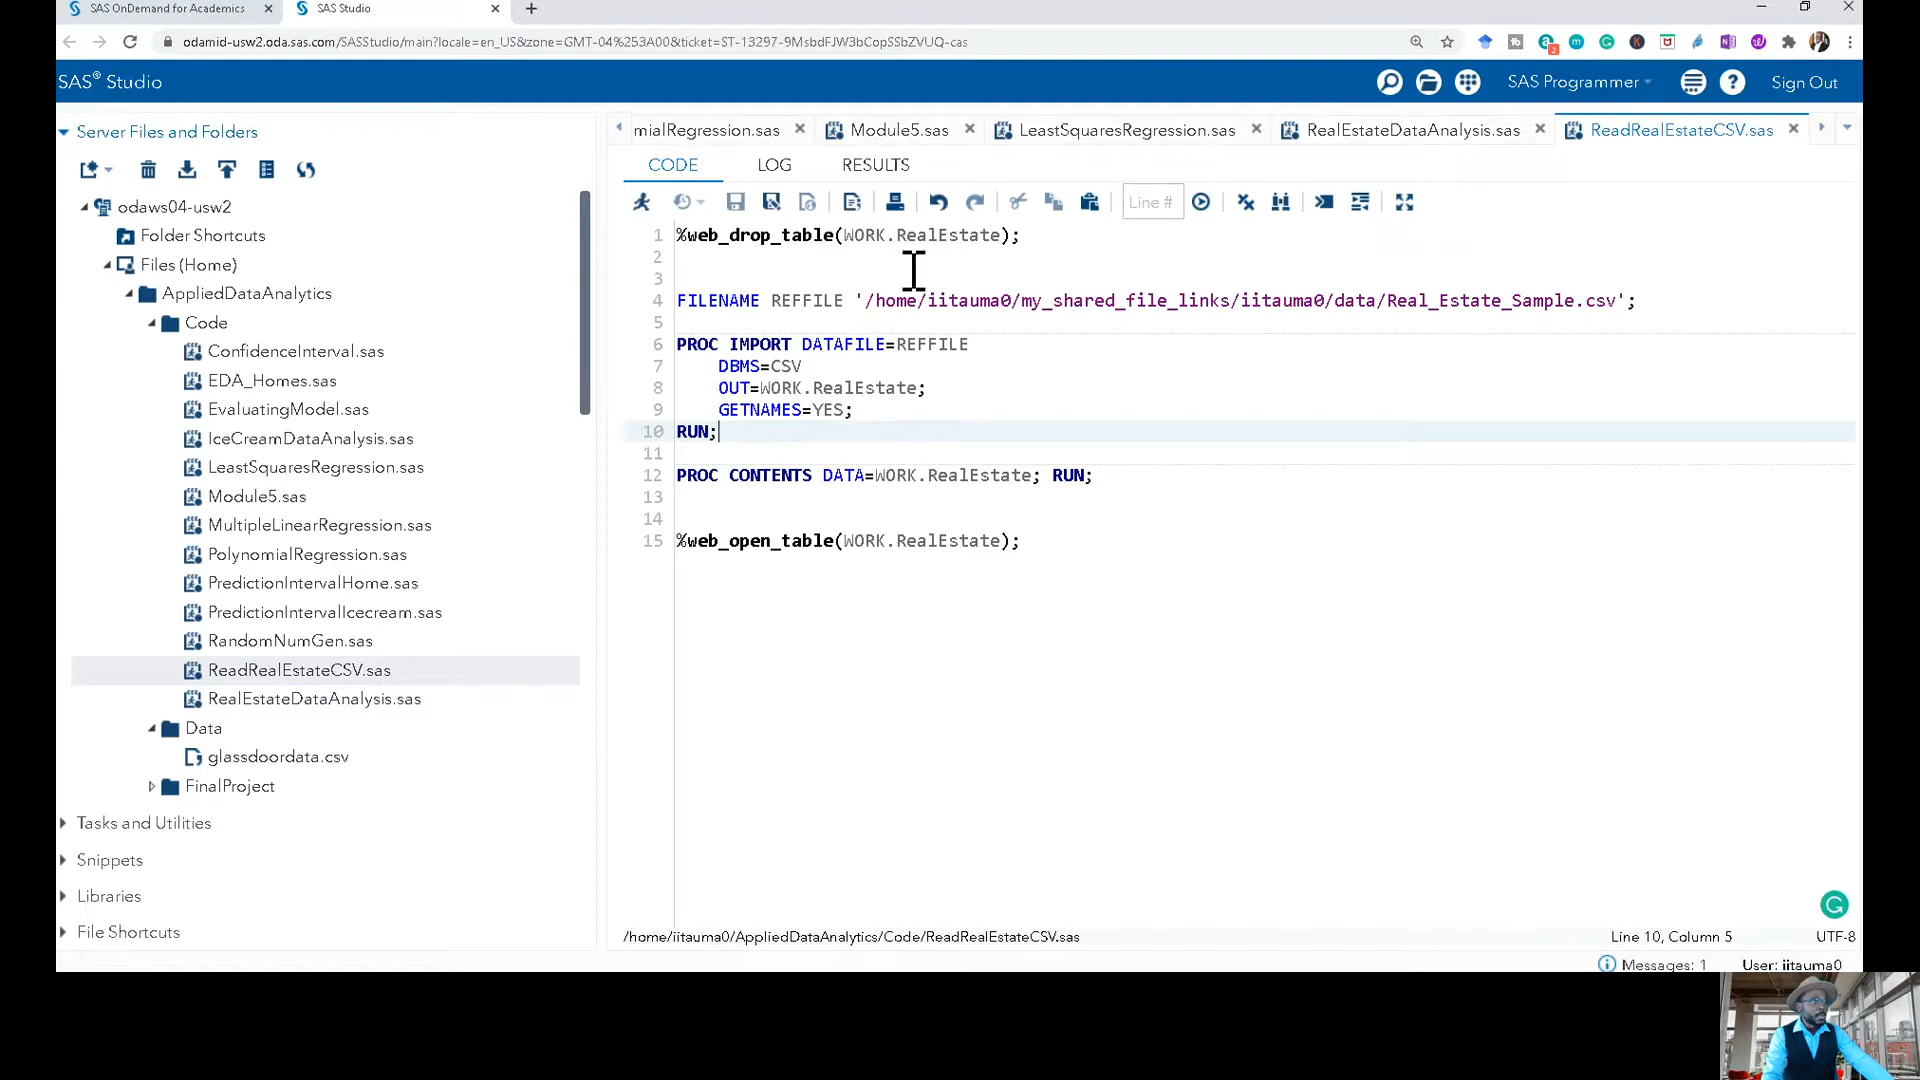 SAS OnDemand for Academics
SAS Studio
odamid-usw2.oda.sas.com/SASStudio/main?locale=en_US&zone=GMT-04%253A00&ticket=ST-13297-9MsbdFJW3bCopSSbZVUQ-cas
2
SAS® Studio
SAS Programmer
Sign Out
Server Files and Folders
mialRegression.sas
Module5.sas
LeastSquaresRegression.sas
RealEstateDataAnalysis.sas
ReadRealEstateCSV.sas
CODE LOG RESULTS
Line #
odaws04-usw2
Folder Shortcuts
Files (Home)
AppliedDataAnalytics
Code
ConfidenceInterval.sas
EDA_Homes.sas
EvaluatingModel.sas
IceCreamDataAnalysis.sas
LeastSquaresRegression.sas
Module5.sas
MultipleLinearRegression.sas
PolynomialRegression.sas
PredictionIntervalHome.sas
PredictionIntervalIcecream.sas
RandomNumGen.sas
ReadRealEstateCSV.sas
RealEstateDataAnalysis.sas
Data
glassdoordata.csv
FinalProject
Tasks and Utilities
Snippets
Libraries
File Shortcuts
1 %web_drop_table(WORK.RealEstate);
2
3
4 FILENAME REFFILE '/home/iitauma0/my_shared_file_links/iitauma0/data/Real_Estate_Sample.csv';
5
6 PROC IMPORT DATAFILE=REFFILE
7 DBMS=CSV
8 OUT=WORK.RealEstate;
9 GETNAMES=YES;
10 RUN;
11
12 PROC CONTENTS DATA=WORK.RealEstate; RUN;
13
14
15 %web_open_table(WORK.RealEstate);
/home/iitauma0/AppliedDataAnalytics/Code/ReadRealEstateCSV.sas
Line 10, Column 5
UTF-8
Messages: 1
User: iitauma0